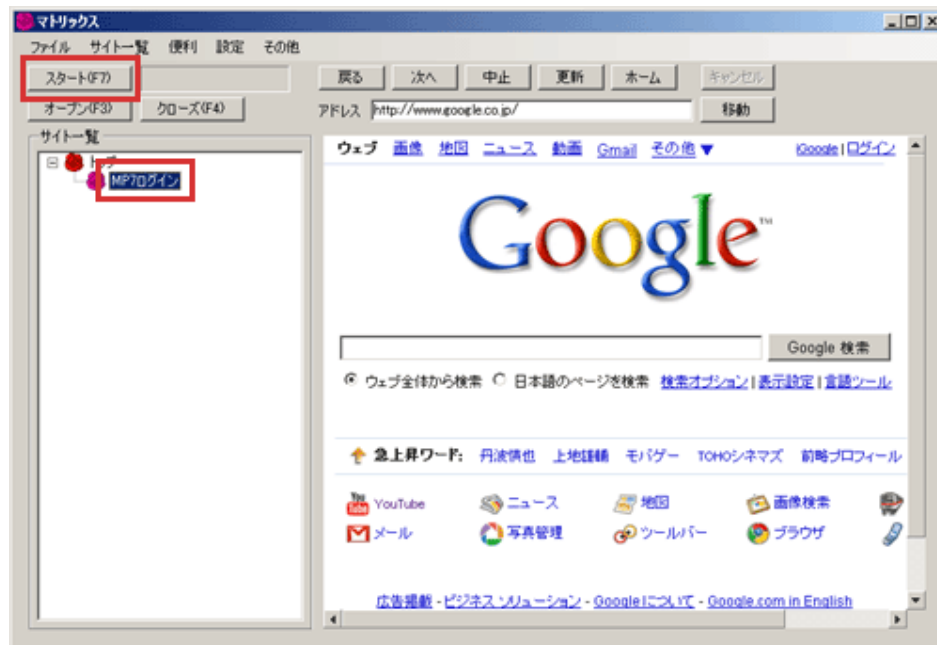 マトリックス
ファイル サイト一覧 便利 設定 その他
スタート(F7) 戻る 次へ 中止 更新 ホーム キャンセル
オープン(F3) クローズ(F4) アドレス http://www.google.co.jp/ 移動
サイト一覧
トップ
MP7ログイン
ウェブ 画像 地図 ニュース 動画 Gmail その他 ▼ iGoogle | ログイン
Google™
Google 検索
ウェブ全体から検索 日本語のページを検索 検索オプション | 表示設定 | 言語ツール
急上昇ワード: 丹波慎也 上地雄輔 モバゲー TOHOシネマズ 前略プロフィール
YouTube ニュース 地図 画像検索
メール 写真管理 ツールバー ブラウザ
広告掲載 - ビジネス ソリューション - Google について - Google.com in English